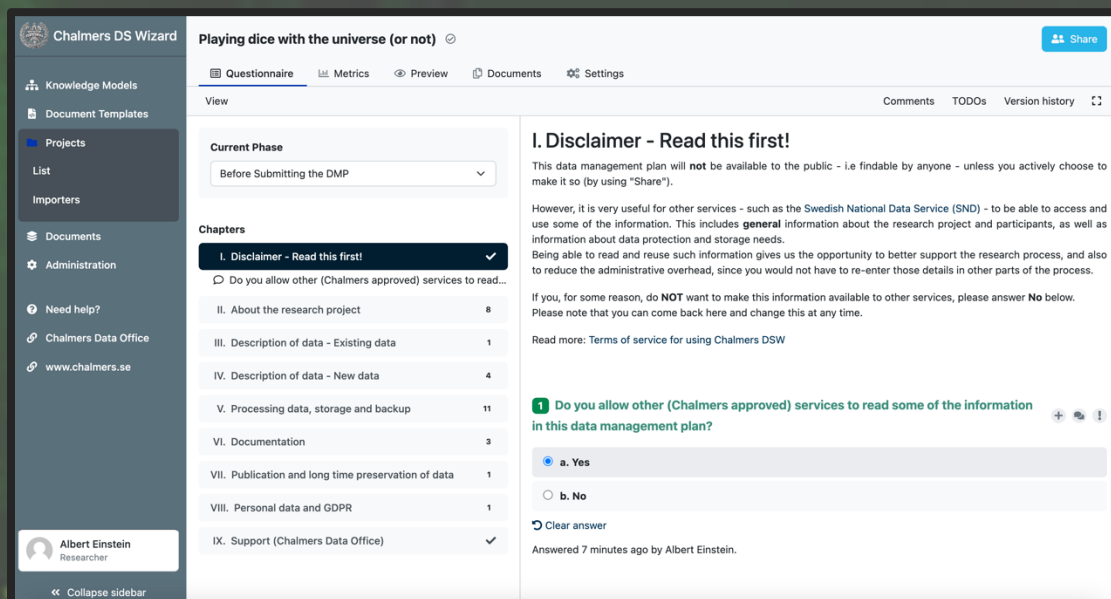 Chalmers DS Wizard
Knowledge Models
Document Templates
Projects
List
Importers
Documents
Administration
Need help?
Chalmers Data Office
www.chalmers.se
Albert Einstein
Researcher
Collapse sidebar
Playing dice with the universe (or not)
Share
Questionnaire Metrics Preview Documents Settings
View Comments TODOs Version history
Current Phase
Before Submitting the DMP
Chapters
I. Disclaimer - Read this first!
Do you allow other (Chalmers approved) services to read...
II. About the research project 8
III. Description of data - Existing data 1
IV. Description of data - New data 4
V. Processing data, storage and backup 11
VI. Documentation 3
VII. Publication and long time preservation of data 1
VIII. Personal data and GDPR 1
IX. Support (Chalmers Data Office)
I. Disclaimer - Read this first!
This data management plan will not be available to the public - i.e findable by anyone - unless you actively choose to
make it so (by using "Share").
However, it is very useful for other services - such as the Swedish National Data Service (SND) - to be able to access and
use some of the information. This includes general information about the research project and participants, as well as
information about data protection and storage needs.
Being able to read and reuse such information gives us the opportunity to better support the research process, and also
to reduce the administrative overhead, since you would not have to re-enter those details in other parts of the process.
If you, for some reason, do NOT want to make this information available to other services, please answer No below.
Please note that you can come back here and change this at any time.
Read more: Terms of service for using Chalmers DSW
1 Do you allow other (Chalmers approved) services to read some of the information
in this data management plan?
a. Yes
b. No
Clear answer
Answered 7 minutes ago by Albert Einstein.